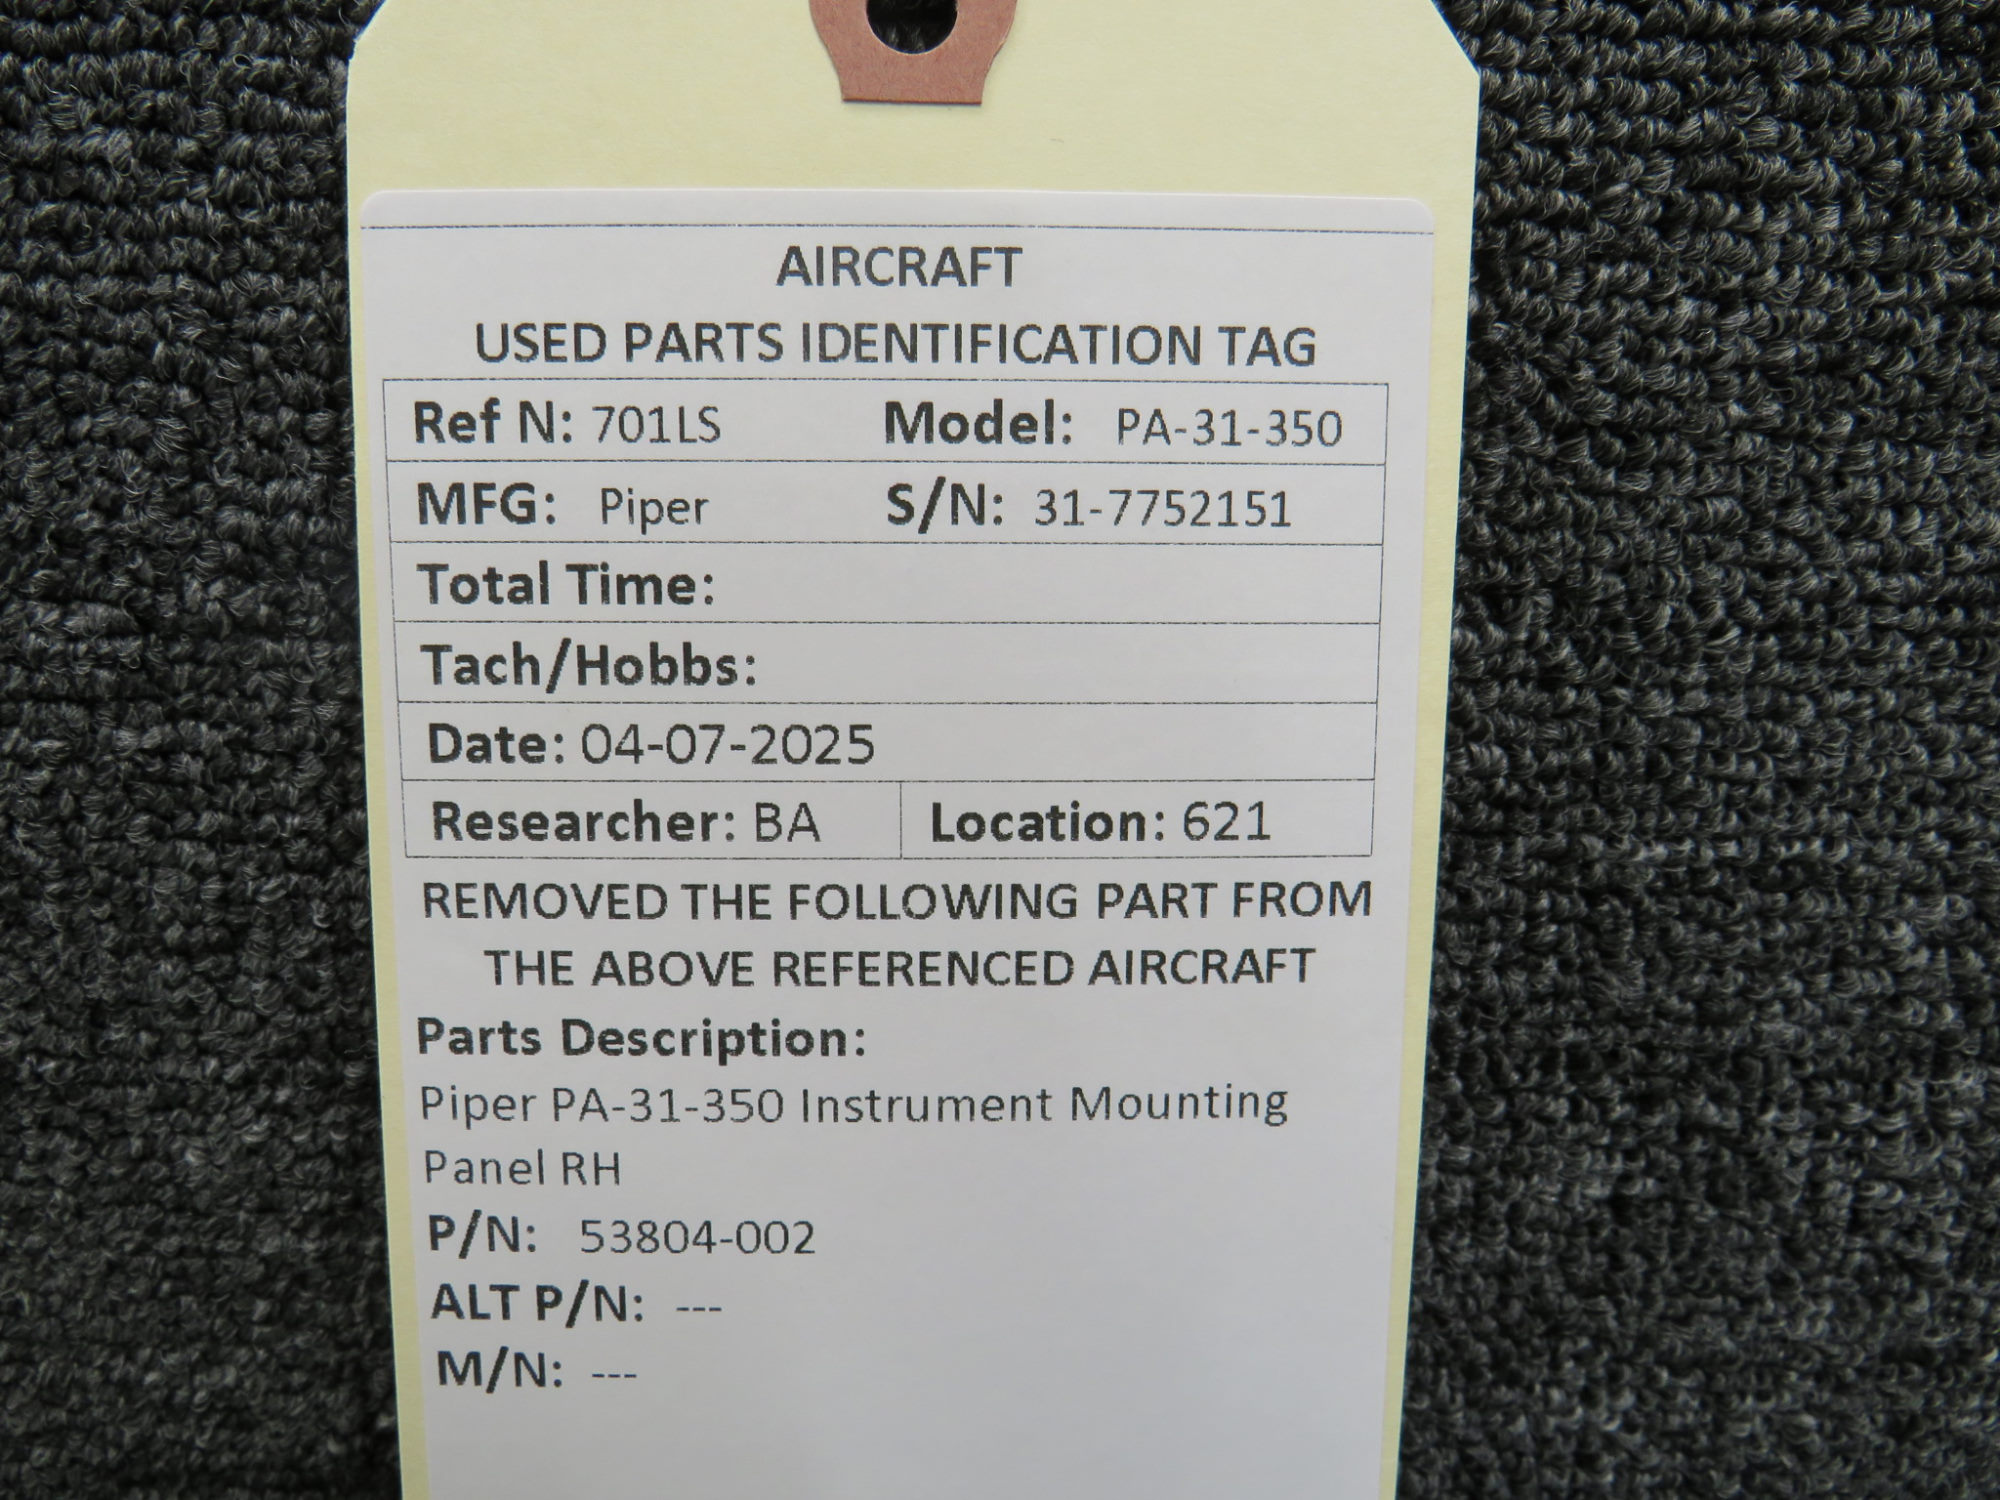 AIRCRAFT
USED PARTS IDENTIFICATION TAG
Ref N: 701LS Model: PA-31-350
MFG: Piper S/N: 31-7752151
Total Time:
Tach/Hobbs:
Date: 04-07-2025
Researcher: BA Location: 621
REMOVED THE FOLLOWING PART FROM
THE ABOVE REFERENCED AIRCRAFT
Parts Description:
Piper PA-31-350 Instrument Mounting
Panel RH
P/N: 53804-002
ALT P/N: ---
M/N: ---